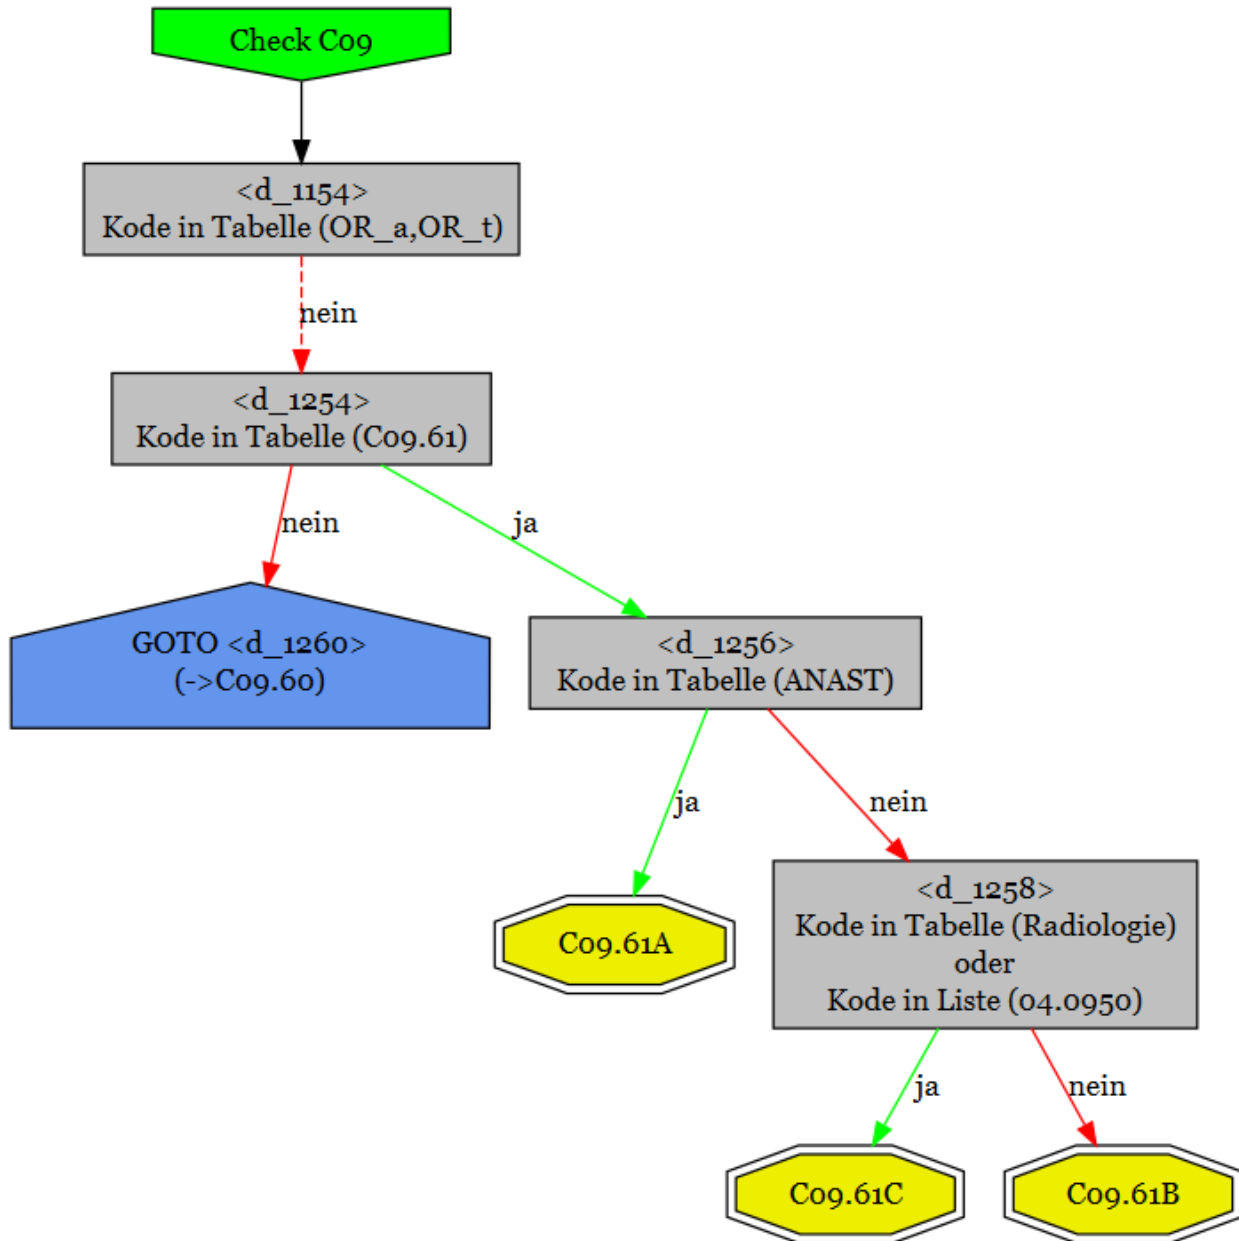 Check C09
<d_1154>
Kode in Tabelle (OR_a,OR_t)
nein
<d_1254>
Kode in Tabelle (C09.61)
nein
ja
GOTO <d_1260>
(->C09.60)
<d_1256>
Kode in Tabelle (ANAST)
ja
nein
C09.61A
<d_1258>
Kode in Tabelle (Radiologie)
oder
Kode in Liste (04.0950)
ja
nein
C09.61C
C09.61B